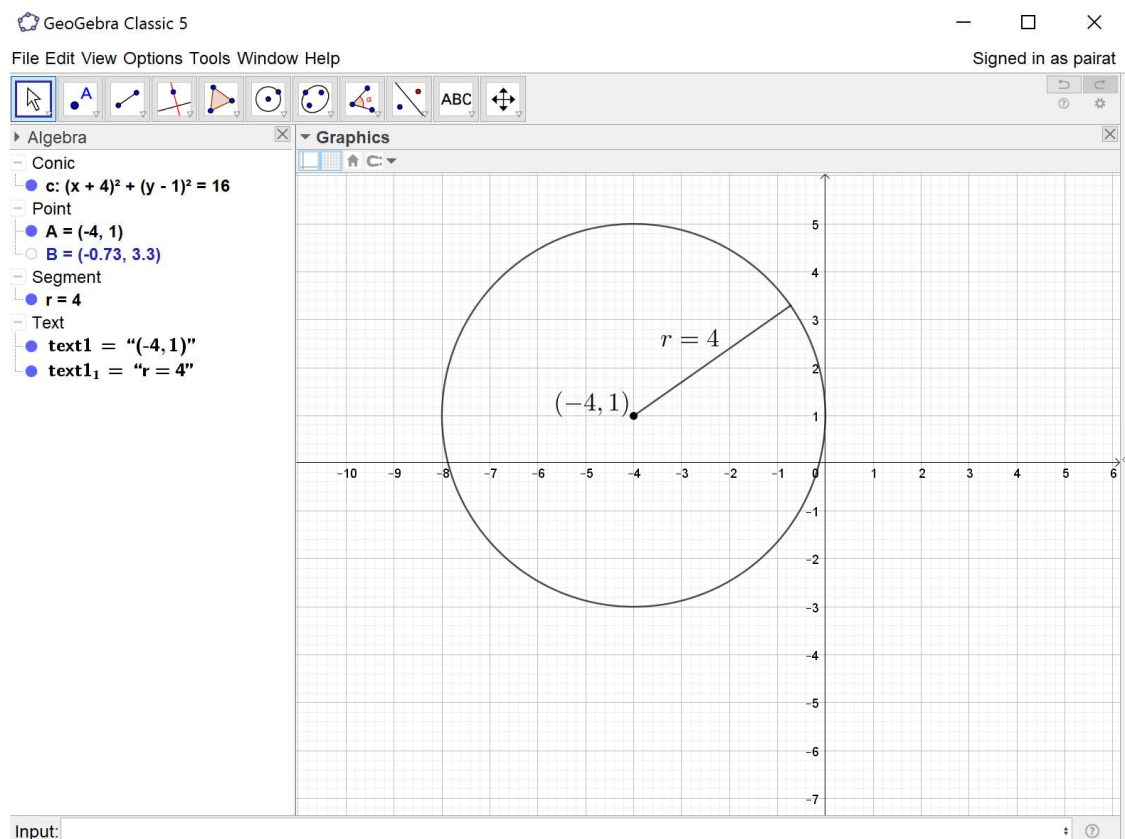 GeoGebra Classic 5
File Edit View Options Tools Window Help
Signed in as pairat
A
α
ABC
Algebra
Graphics
Conic
c: (x + 4)² + (y - 1)² = 16
Point
A = (-4, 1)
B = (-0.73, 3.3)
Segment
r = 4
Text
text1 = “(-4,1)”
text1₁ = “r = 4”
5
4
3
r = 4
2
(−4, 1)
1
-10 -9 -8 -7 -6 -5 -4 -3 -2 -1 0 1 2 3 4 5 6
-1
-2
-3
-4
-5
-6
-7
Input: